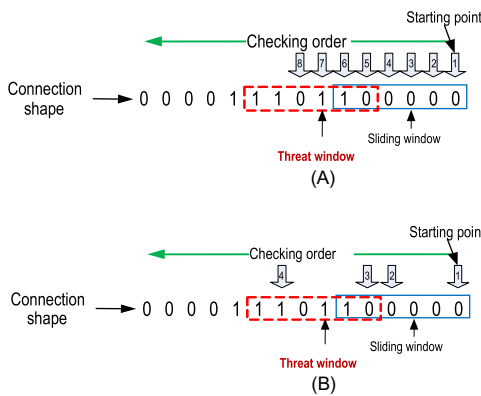 Starting point
Checking order
8 7 6 5 4 3 2 1
Connection
shape
0 0 0 0 1 1 1 0 1 1 0 0 0 0 0
Sliding window
Threat window
(A)
Starting poin
Checking order
4 3 2 1
Connection
shape
0 0 0 0 1 1 1 0 1 1 0 0 0 0 0
Sliding window
Threat window
(B)